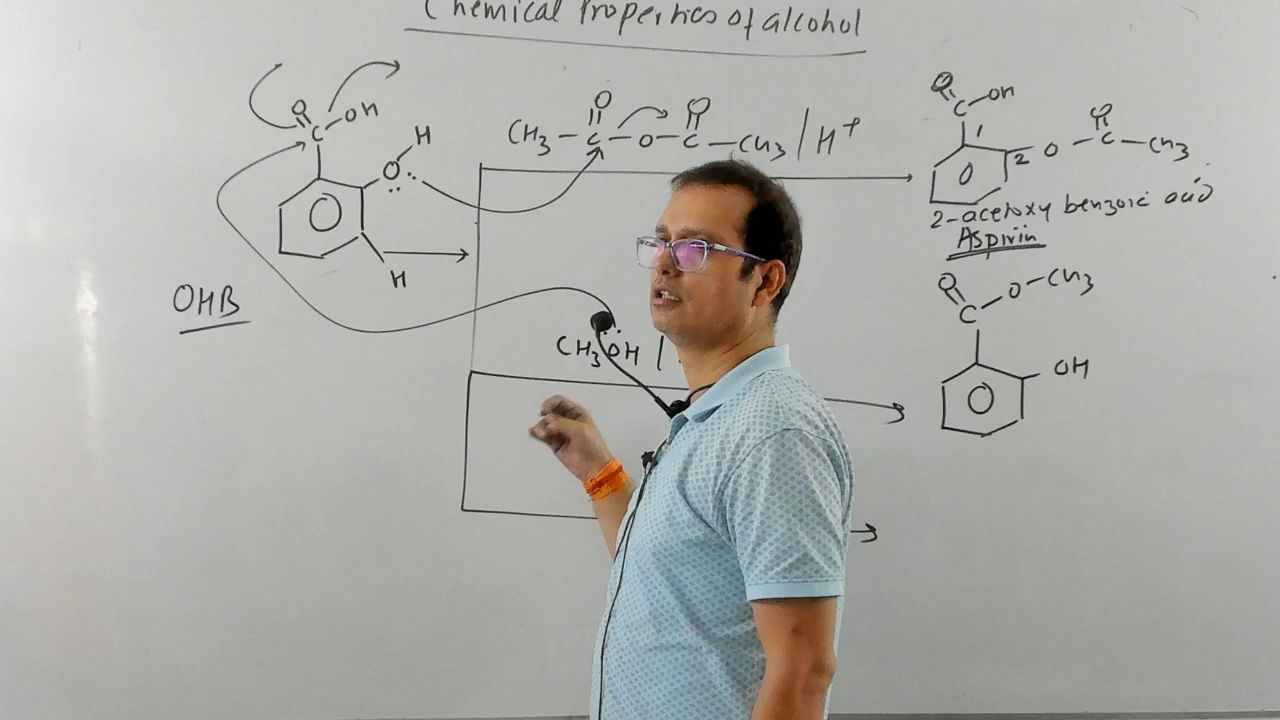 Chemical Properties of alcohol
O
C
OH
O
H
H
OHB
CH3 - C - O - C - CH3 / H+
O
O
O
C
OH
1
2
O - C - CH3
O
2-acetoxy benzoic acid
Aspirin
CH3OH /
O
C
O - CH3
OH